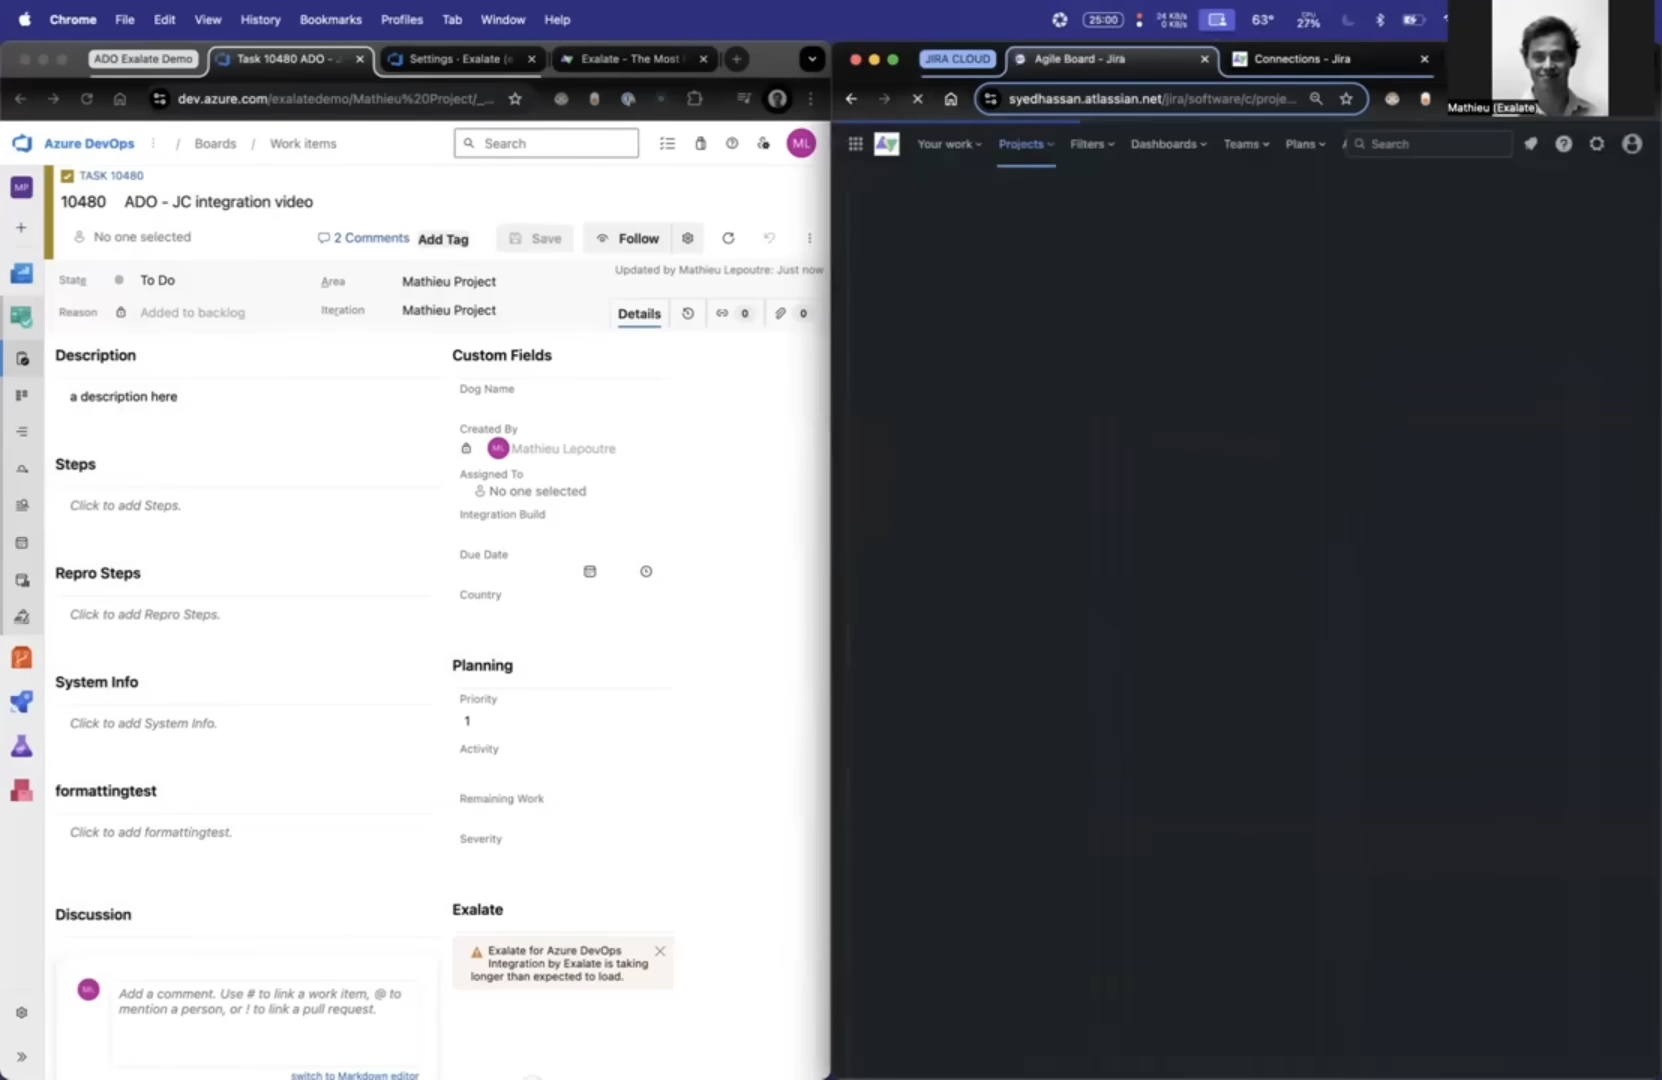 Chrome File Edit View History Bookmarks Profiles Tab Window Help
25:00 63° CPU 27%
ADO Exalate Demo
Task 10480 ADO -
Settings · Exalate (e
Exalate - The Most
JIRA CLOUD
Agile Board - Jira
Connections - Jira
dev.azure.com/exalatedemo/Mathieu%20Project/_...
syedhassan.atlassian.net/jira/software/c/proje...
Mathieu (Exalate)
Azure DevOps / Boards / Work items
Search
ML
Your work Projects Filters Dashboards Teams Plans
Search
MP
TASK 10480
10480 ADO - JC integration video
No one selected
2 Comments
Add Tag
Save
Follow
State To Do
Area Mathieu Project
Updated by Mathieu Lepoutre: Just now
Reason Added to backlog
Iteration Mathieu Project
Details 0 0
Description
a description here
Steps
Click to add Steps.
Repro Steps
Click to add Repro Steps.
System Info
Click to add System Info.
formattingtest
Click to add formattingtest.
Discussion
ML
Add a comment. Use # to link a work item, @ to
mention a person, or ! to link a pull request.
switch to Markdown editor
Custom Fields
Dog Name
Created By
ML Mathieu Lepoutre
Assigned To
No one selected
Integration Build
Due Date
Country
Planning
Priority
1
Activity
Remaining Work
Severity
Exalate
Exalate for Azure DevOps
Integration by Exalate is taking
longer than expected to load.